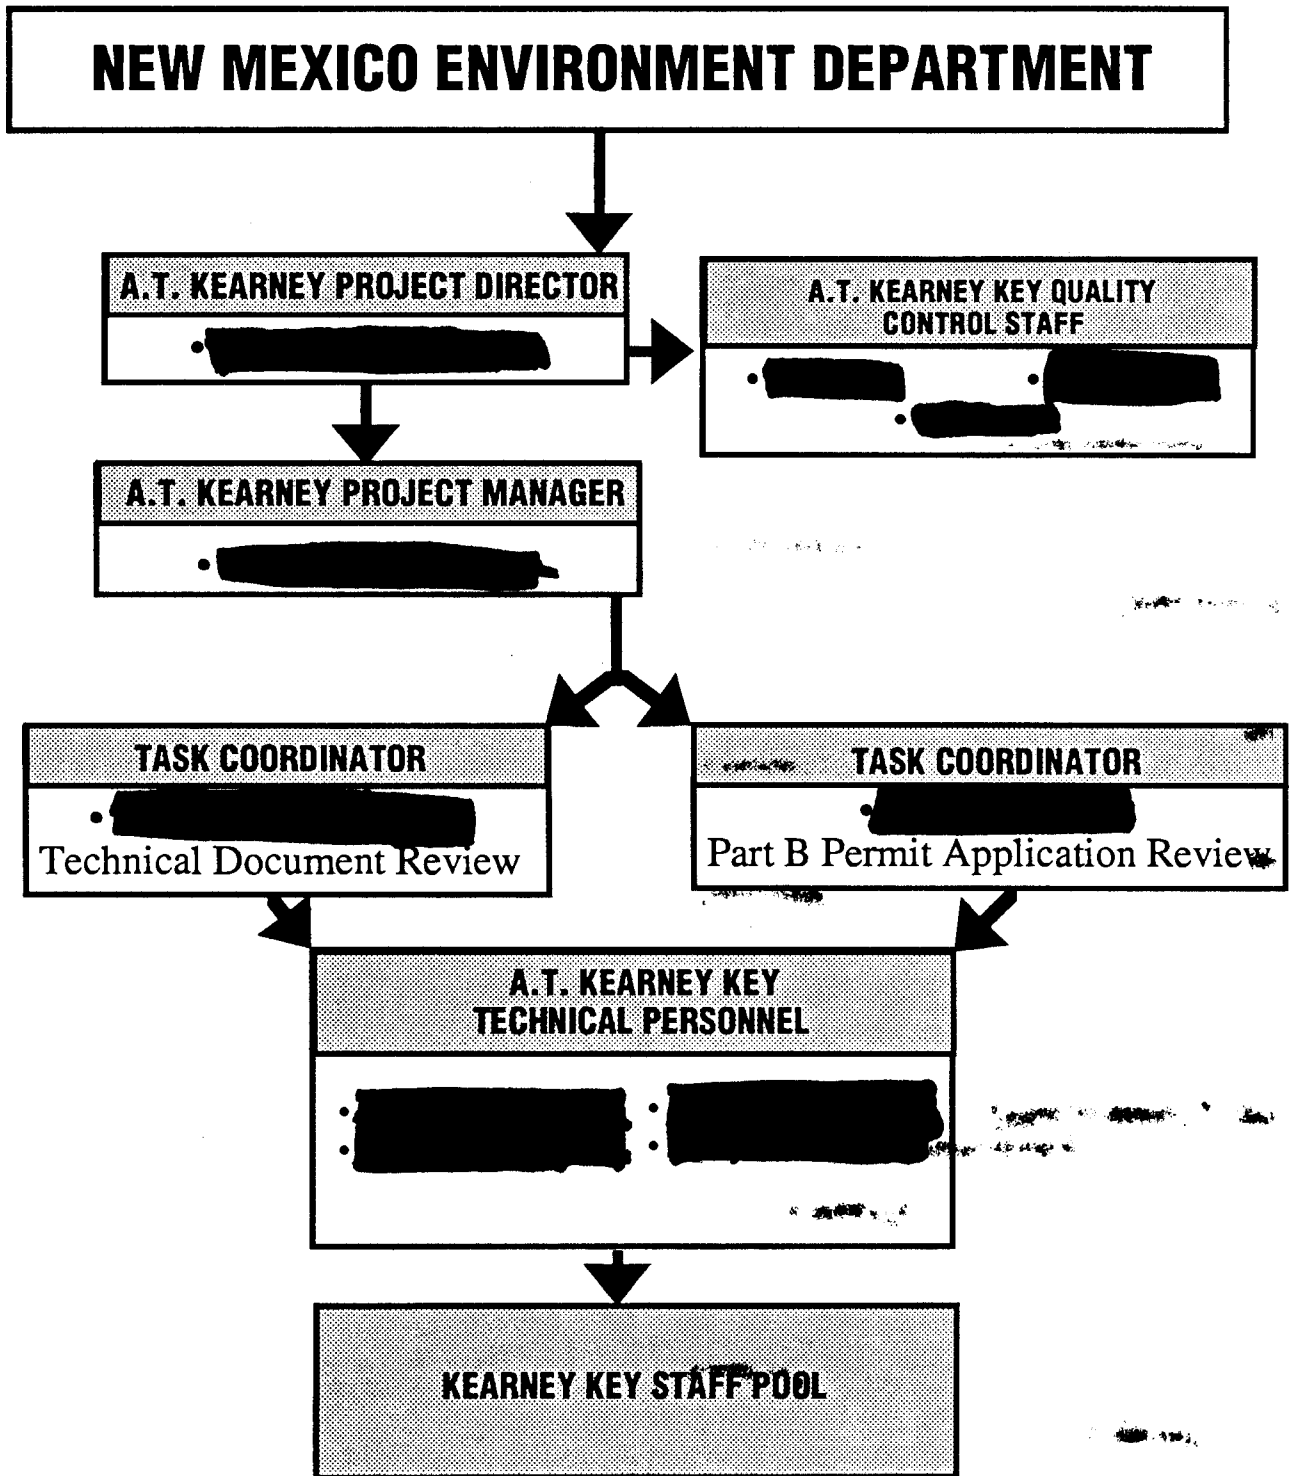 NEW MEXICO ENVIRONMENT DEPARTMENT
A.T. KEARNEY PROJECT DIRECTOR
•
A.T. KEARNEY KEY QUALITY
CONTROL STAFF
• •
•
A.T. KEARNEY PROJECT MANAGER
•
TASK COORDINATOR
•
Technical Document Review
TASK COORDINATOR
•
Part B Permit Application Review
A.T. KEARNEY KEY
TECHNICAL PERSONNEL
• •
• •
KEARNEY KEY STAFF POOL